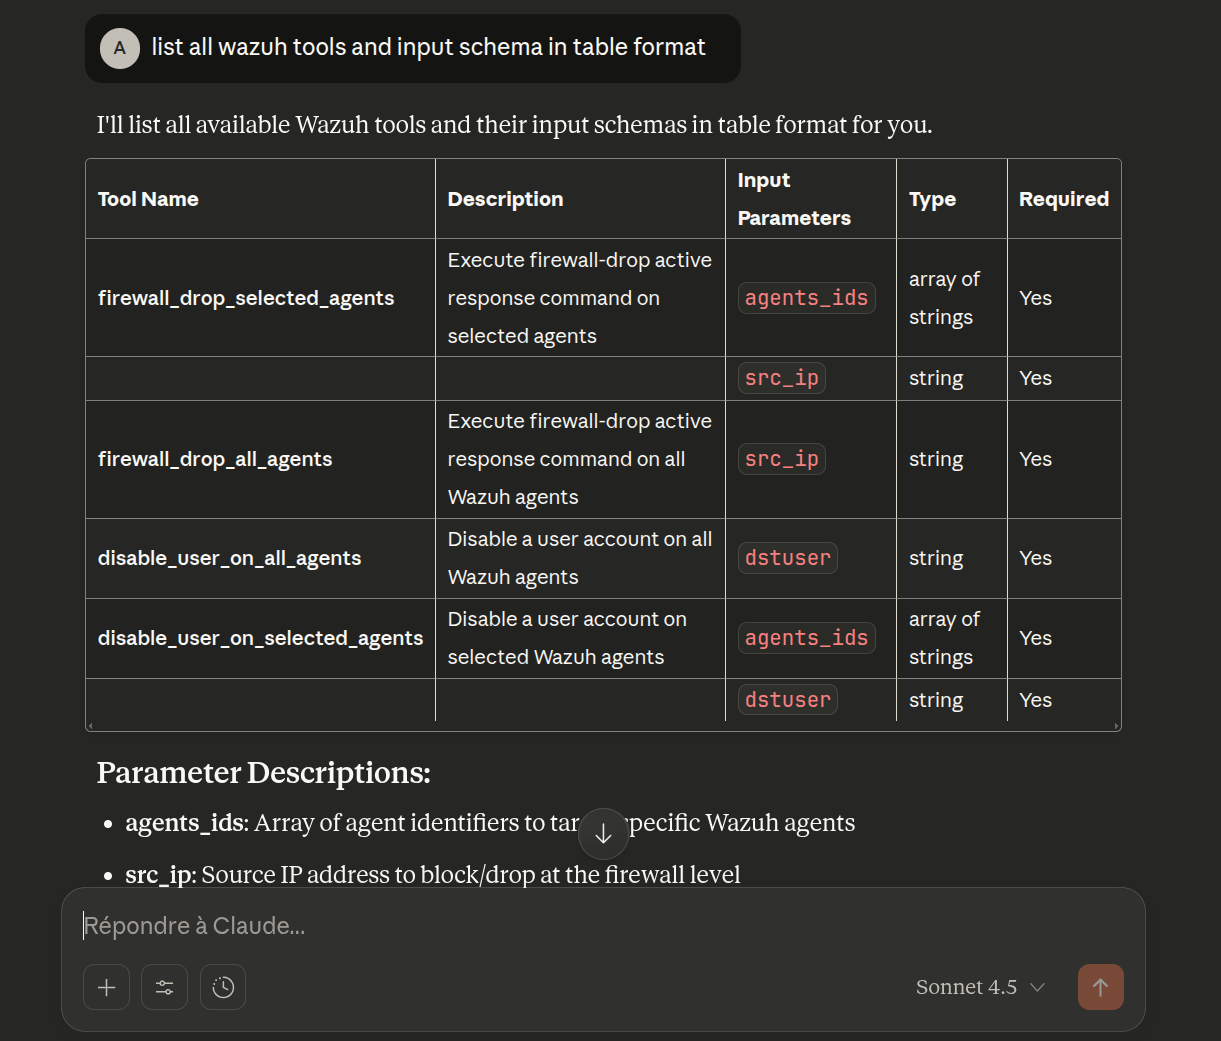 A
list all wazuh tools and input schema in table format
I'll list all available Wazuh tools and their input schemas in table format for you.
Tool Name
Description
Input
Parameters
Type
Required
firewall_drop_selected_agents
Execute firewall-drop active
response command on
selected agents
agents_ids
array of
strings
Yes
src_ip
string
Yes
firewall_drop_all_agents
Execute firewall-drop active
response command on all
Wazuh agents
src_ip
string
Yes
disable_user_on_all_agents
Disable a user account on all
Wazuh agents
dstuser
string
Yes
disable_user_on_selected_agents
Disable a user account on
selected Wazuh agents
agents_ids
array of
strings
Yes
dstuser
string
Yes
Parameter Descriptions:
• agents_ids: Array of agent identifiers to Wazuh agents
• src_ip: Source IP address to block/drop at the firewall level
Répondre à Claude...
Sonnet 4.5